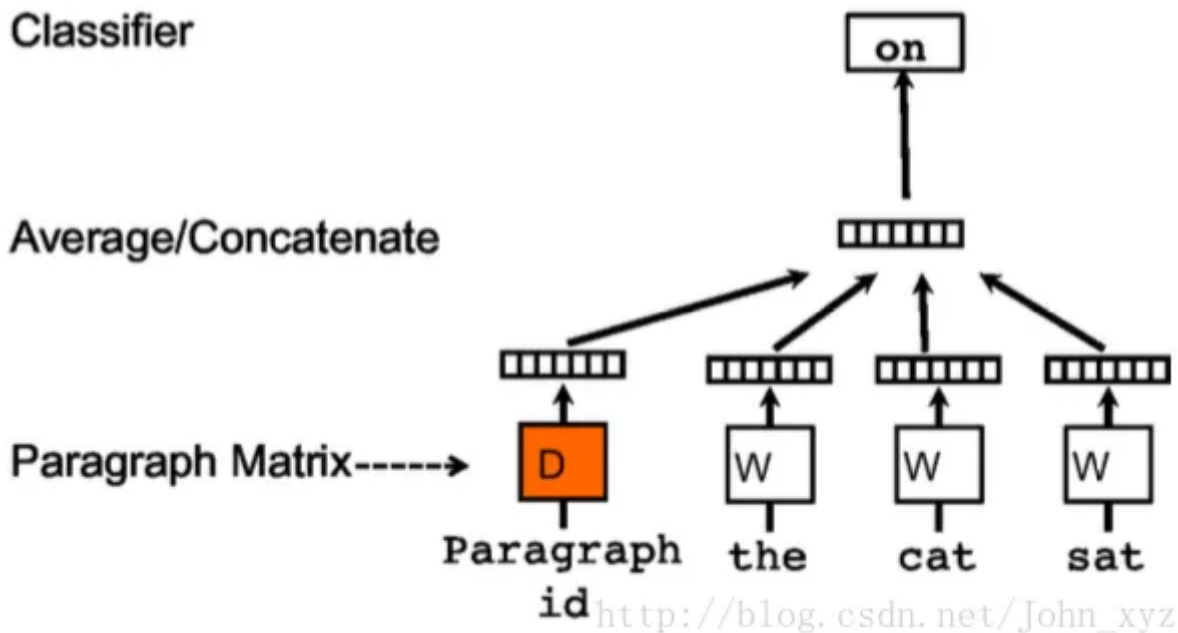 Classifier
on
Average/Concatenate
Paragraph Matrix
D
W
W
W
Paragraph
id
the
cat
sat
http://blog.csdn.net/John_xyz